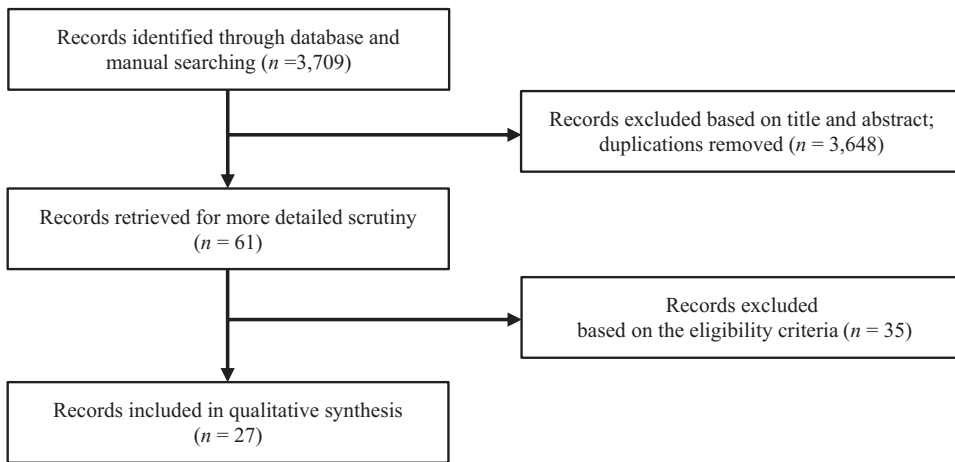 Records identified through database and
manual searching (n =3,709)
Records excluded based on title and abstract;
duplications removed (n = 3,648)
Records retrieved for more detailed scrutiny
(n = 61)
Records excluded
based on the eligibility criteria (n = 35)
Records included in qualitative synthesis
(n = 27)